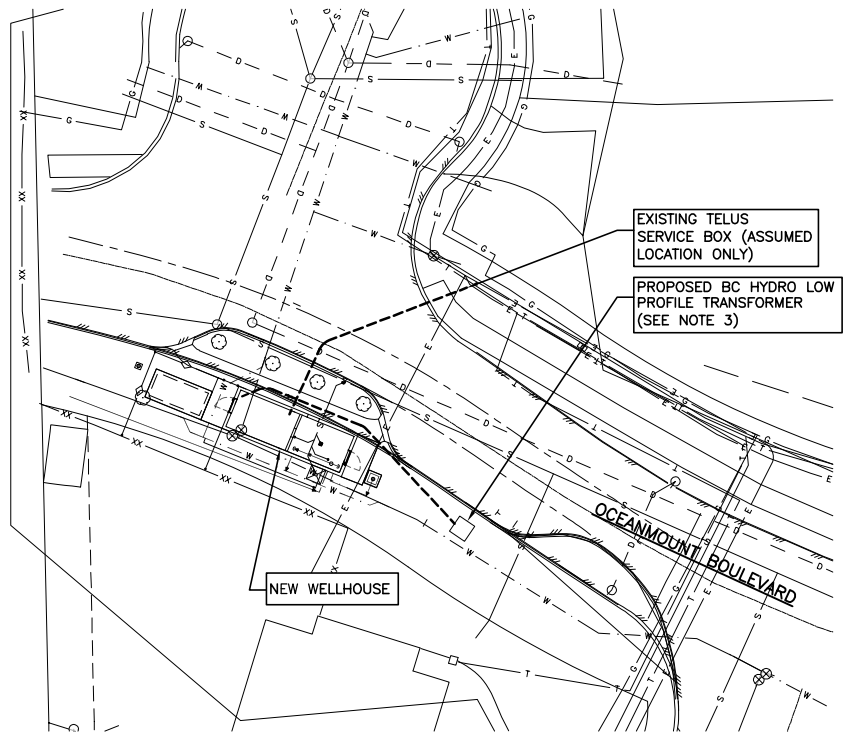 EXISTING TELUS
SERVICE BOX (ASSUMED
LOCATION ONLY)
PROPOSED BC HYDRO LOW
PROFILE TRANSFORMER
(SEE NOTE 3)
OCEANMOUNT BOULEVARD
NEW WELLHOUSE